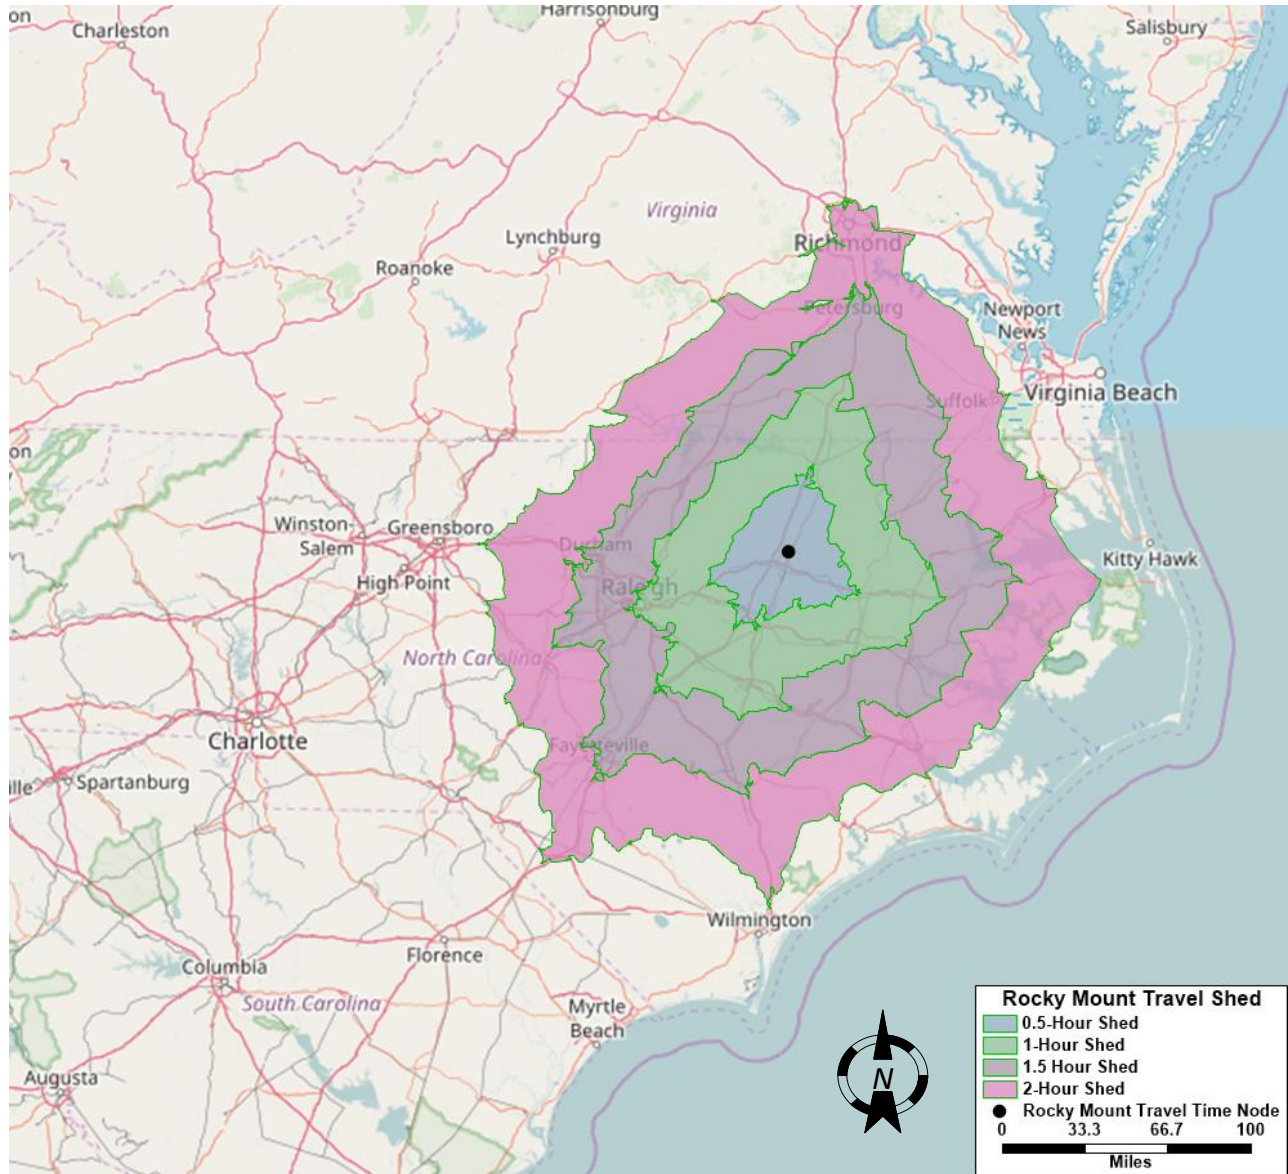 on
Charleston
Harrisonburg
Salisbury
Virginia
Lynchburg
Richmond
Roanoke
Petersburg
Newport
News
Virginia Beach
Suffolk
on
Winston-
Salem
Greensboro
Durham
Kitty Hawk
High Point
Raleigh
North Carolina
Charlotte
Fayetteville
ille
Spartanburg
Wilmington
Florence
Columbia
South Carolina
Myrtle
Beach
Augusta
N
Rocky Mount Travel Shed
0.5-Hour Shed
1-Hour Shed
1.5 Hour Shed
2-Hour Shed
Rocky Mount Travel Time Node
0 33.3 66.7 100
Miles